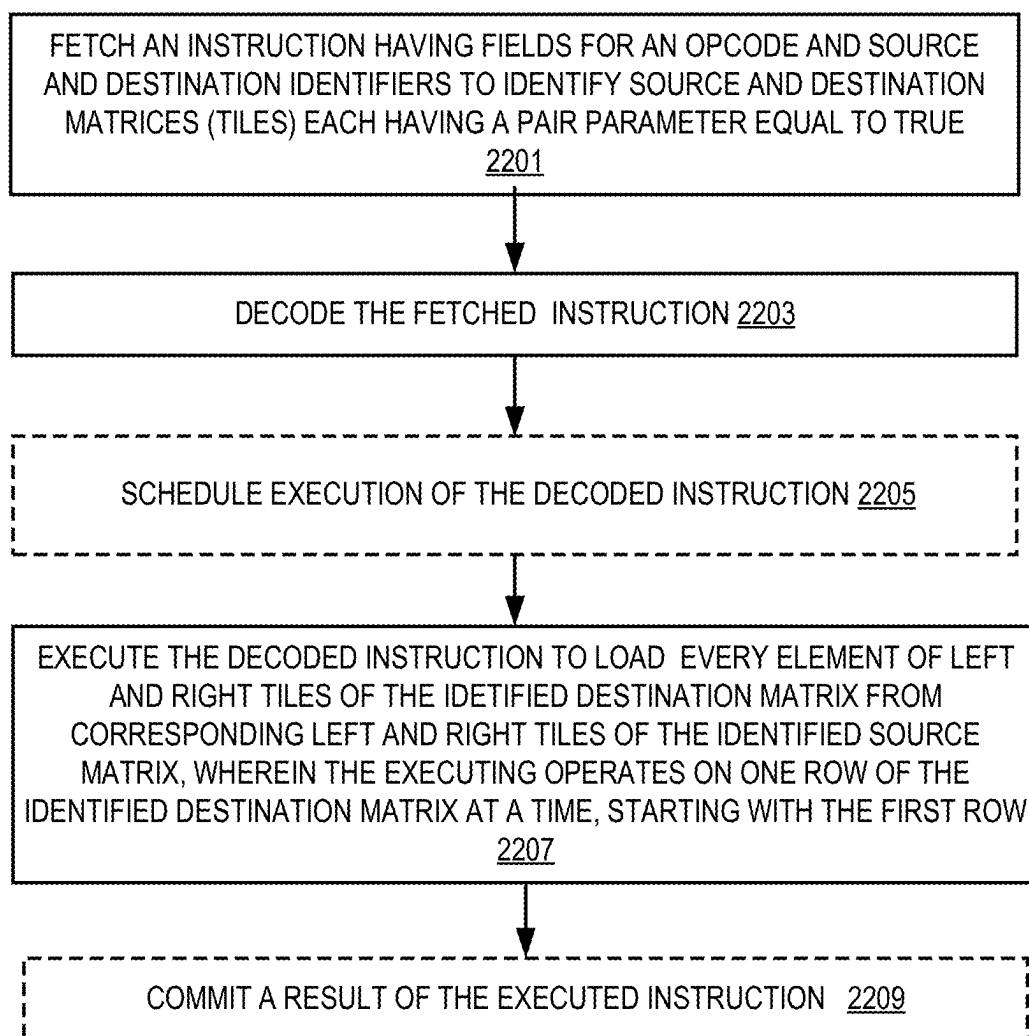 FETCH AN INSTRUCTION HAVING FIELDS FOR AN OPCODE AND SOURCE
AND DESTINATION IDENTIFIERS TO IDENTIFY SOURCE AND DESTINATION
MATRICES (TILES) EACH HAVING A PAIR PARAMETER EQUAL TO TRUE
2201
DECODE THE FETCHED INSTRUCTION 2203
SCHEDULE EXECUTION OF THE DECODED INSTRUCTION 2205
EXECUTE THE DECODED INSTRUCTION TO LOAD EVERY ELEMENT OF LEFT
AND RIGHT TILES OF THE IDETIFIED DESTINATION MATRIX FROM
CORRESPONDING LEFT AND RIGHT TILES OF THE IDENTIFIED SOURCE
MATRIX, WHEREIN THE EXECUTING OPERATES ON ONE ROW OF THE
IDENTIFIED DESTINATION MATRIX AT A TIME, STARTING WITH THE FIRST ROW
2207
COMMIT A RESULT OF THE EXECUTED INSTRUCTION 2209